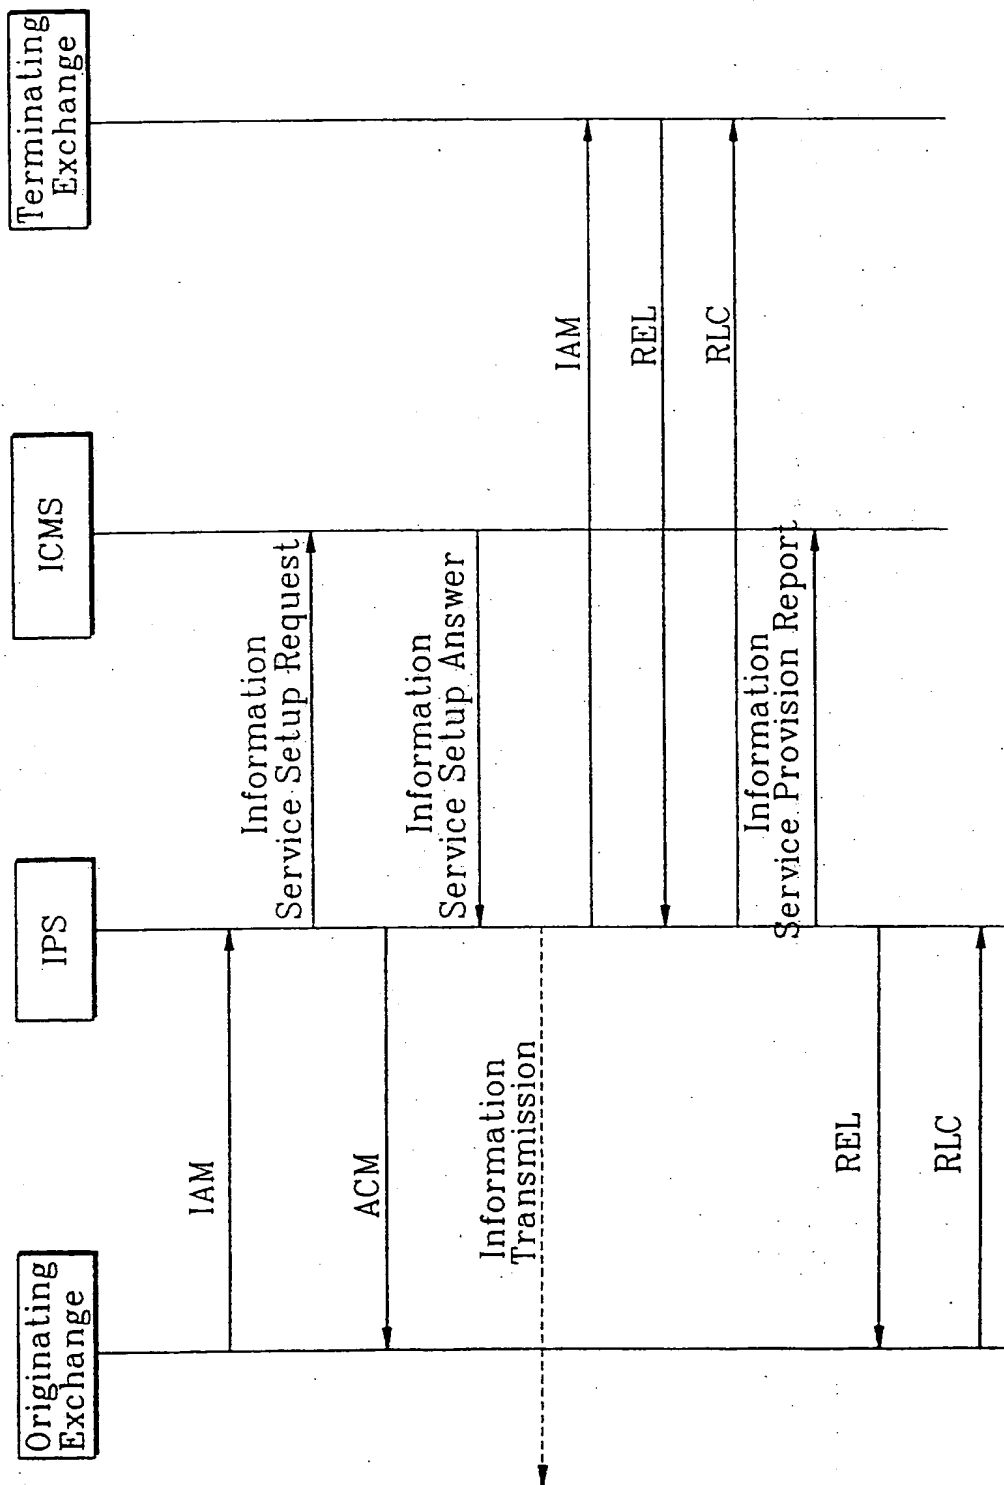 Originating
Exchange
IPS
ICMS
Terminating
Exchange
IAM
Information
Service Setup Request
ACM
Information
Service Setup Answer
Information
Transmission
IAM
REL
RLC
Information
Service Provision Report
REL
RLC